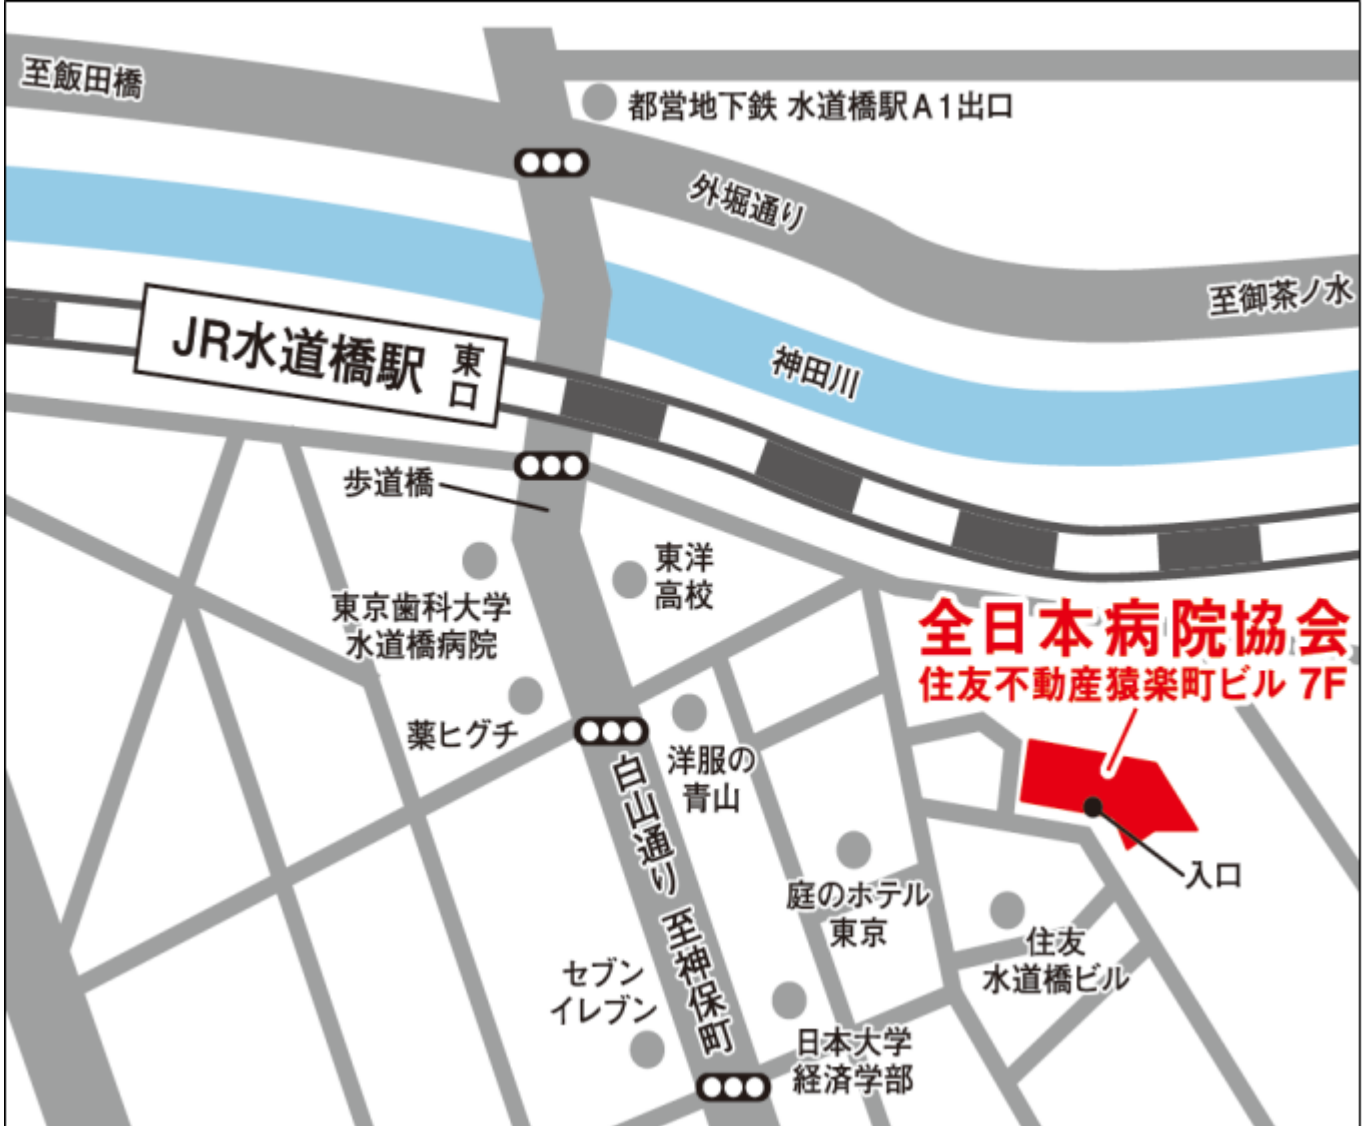 至飯田橋
都営地下鉄 水道橋駅A1出口
外堀通り
至御茶ノ水
JR水道橋駅 東口
神田川
歩道橋
東洋
高校
東京歯科大学
水道橋病院
全日本病院協会
住友不動産猿楽町ビル 7F
薬ヒグチ
洋服の
青山
白山通り 至神保町
入口
庭のホテル
東京
住友
水道橋ビル
セブン
イレブン
日本大学
経済学部